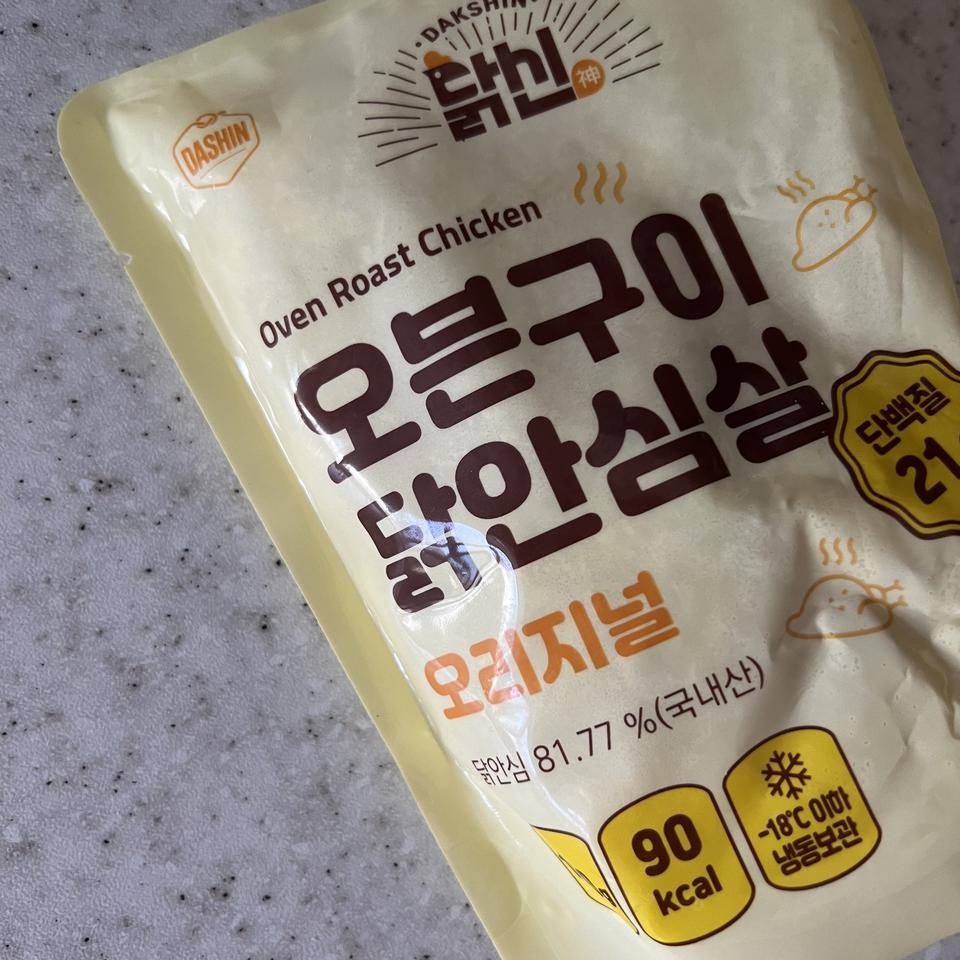 ·DAKSHIN·
닭신 神
DASHIN
Oven Roast Chicken
오븐구이
닭안심살
단백질
21
오리지널
닭안심 81.77 %(국내산)
90
kcal
-18℃ 이하
냉동보관